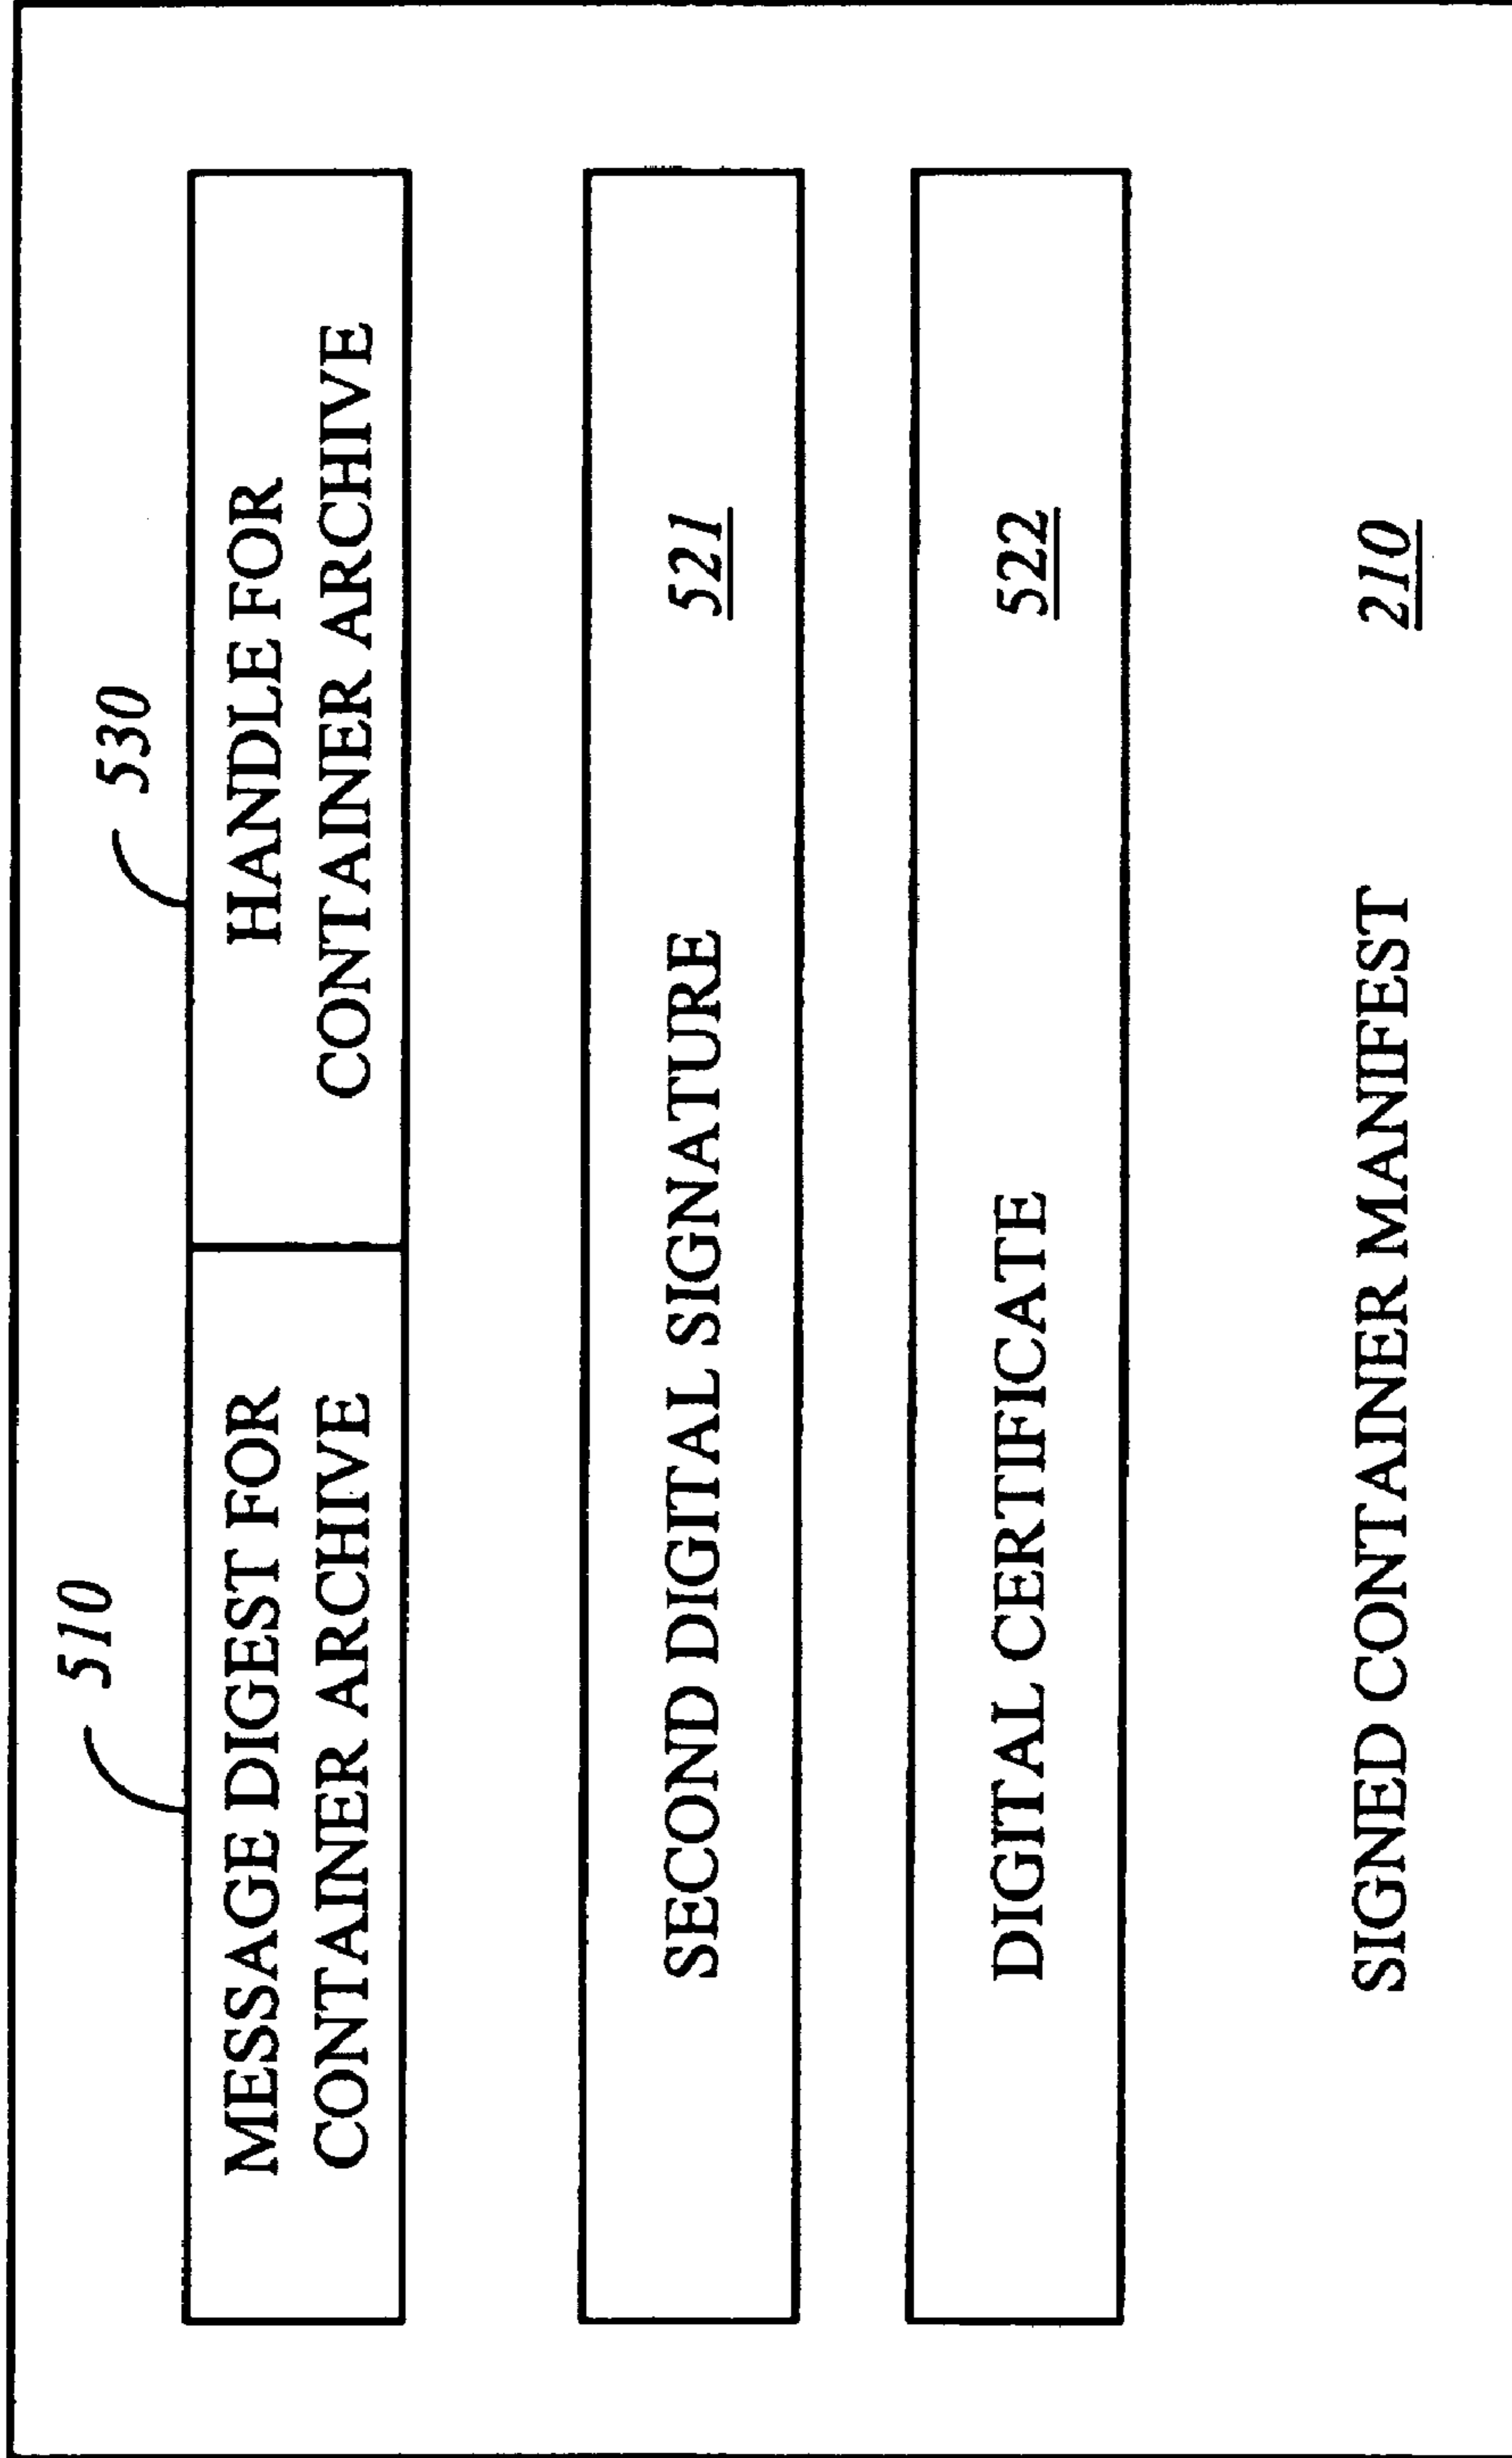 510
530
MESSAGE DIGEST FOR
CONTAINER ARCHIVE
HANDLE FOR
CONTAINER ARCHIVE
SECOND DIGITAL SIGNATURE 521
DIGITAL CERTIFICATE 522
SIGNED CONTAINER MANIFEST 210